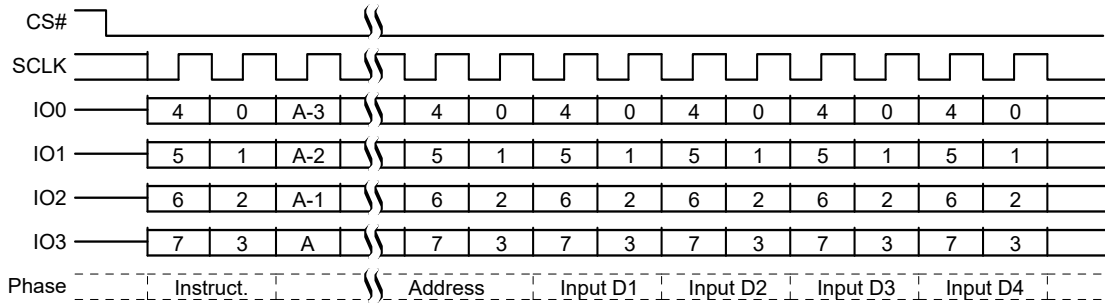 CS#
SCLK
IO0 4 0 A-3 4 0 4 0 4 0 4 0 4 0
IO1 5 1 A-2 5 1 5 1 5 1 5 1 5 1
IO2 6 2 A-1 6 2 6 2 6 2 6 2 6 2
IO3 7 3 A 7 3 7 3 7 3 7 3 7 3
Phase Instruct. Address Input D1 Input D2 Input D3 Input D4